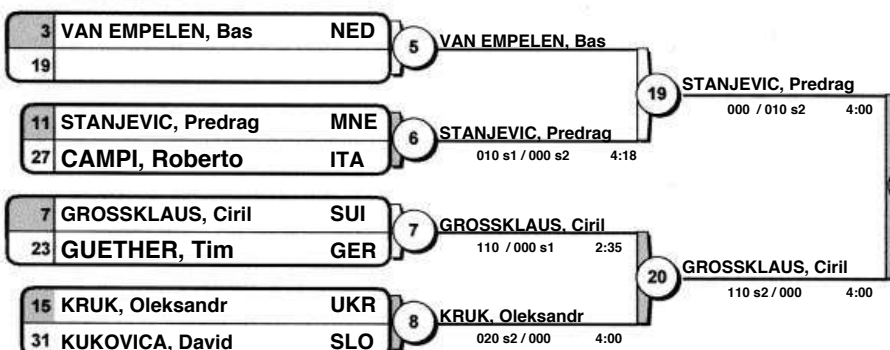 3 VAN EMPELEN, Bas NED
19
5
VAN EMPELEN, Bas
11 STANJEVIC, Predrag MNE
27 CAMPI, Roberto ITA
6
STANJEVIC, Predrag
010 s1 / 000 s2 4:18
19
STANJEVIC, Predrag
000 / 010 s2 4:00
7 GROSSKLAUS, Ciril SUI
23 GUETHER, Tim GER
7
GROSSKLAUS, Ciril
110 / 000 s1 2:35
15 KRUK, Oleksandr UKR
31 KUKOVICA, David SLO
8
KRUK, Oleksandr
020 s2 / 000 4:00
20
GROSSKLAUS, Ciril
110 s2 / 000 4:00